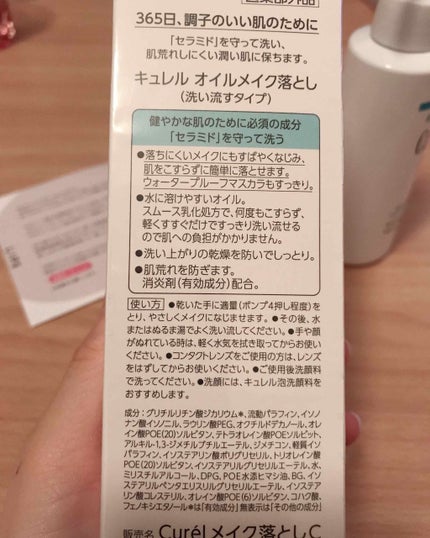 医薬部外品
365日、調子のいい肌のために
「セラミド」を守って洗い、
肌荒れしにくい潤い肌に保ちます。
キュレル オイルメイク落とし
(洗い流すタイプ)
健やかな肌のために必須の成分
「セラミド」を守って洗う
●落ちにくいメイクにもすばやくなじみ、
肌をこすらずに簡単に落とせます。
ウォータープルーフマスカラもすっきり。
●水に溶けやすいオイル。
スムース乳化処方で、何度もこすらず、
軽くすすぐだけですっきり洗い流せる
ので肌への負担がかかりません。
●洗い上がりの乾燥を防いでしっとり。
●肌荒れを防ぎます。
消炎剤(有効成分)配合。
使い方 ●乾いた手に適量(ポンプ4押し程度)を
とり、やさしくメイクになじませます。●その後、水
またはぬるま湯でよく洗い流してください。●手や顔
がぬれている時は、軽く水気を拭き取ってからお使い
ください。●コンタクトレンズをご使用の方は、レンズ
をはずしてからお使いください。●ご使用後洗顔料
で洗ってください。●洗顔には、キュレル泡洗顔料を
おすすめします。
成分：グリチルリチン酸ジカリウム＊、流動パラフィン、イソノ
ナン酸イソノニル、ラウリン酸PEG、オクチルドデカノール、オレ
イン酸POE(20)ソルビタン、テトラオレイン酸POEソルビット、
アルキル-1,3-ジメチルブチルエーテル、ジメチコン、軽質イソ
パラフィン、イソステアリン酸ポリグリセリル、トリオレイン酸
POE(20)ソルビタン、イソステアリルグリセリルエーテル、水、
ミリスチルアルコール、DPG、POE水添ヒマシ油、BG、イソ
ステアリルペンタエリスリルグリセリルエーテル、イソステアリ
ン酸コレステリル、オレイン酸POE(6)ソルビタン、コハク酸、
フェノキシエタノール ＊は「有効成分」無表示は「その他の成分」
販売名 Curél メイク落としC